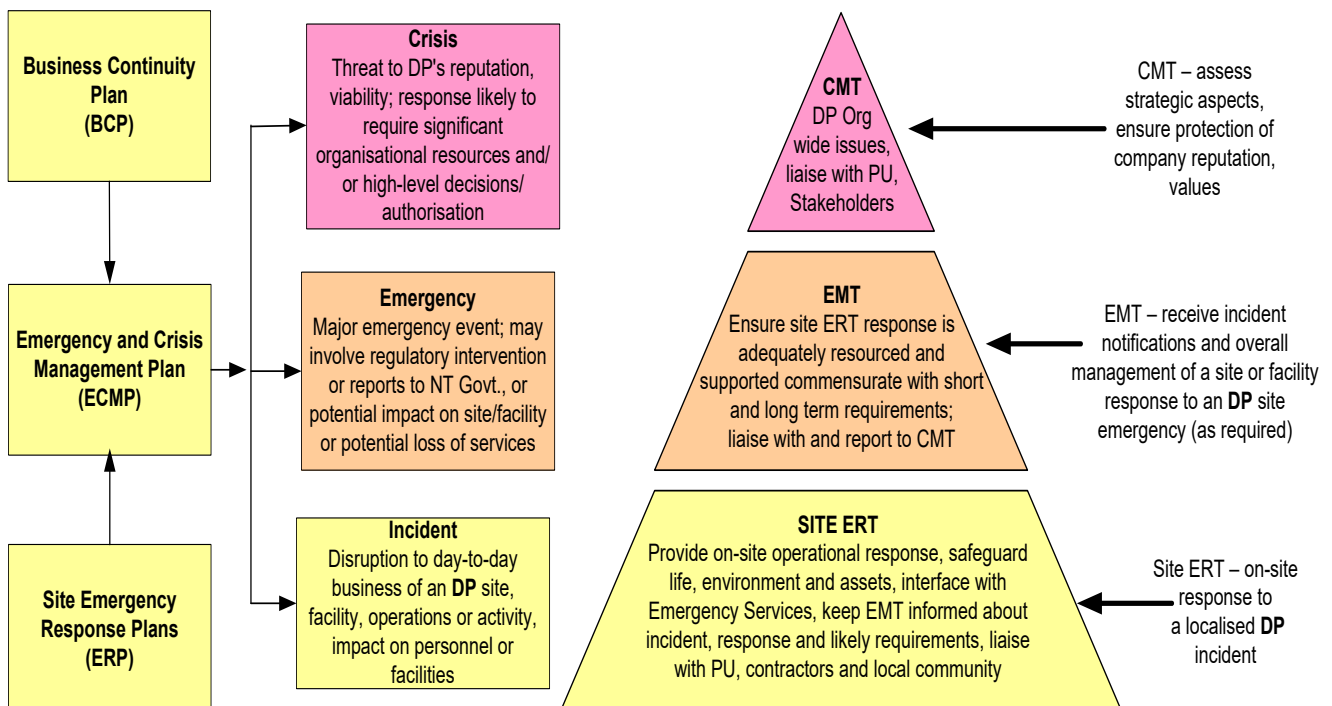 Business Continuity
Plan
(BCP)
Emergency and Crisis
Management Plan
(ECMP)
Site Emergency
Response Plans
(ERP)
Crisis
Threat to DP's reputation,
viability; response likely to
require significant
organisational resources and/
or high-level decisions/
authorisation
Emergency
Major emergency event; may
involve regulatory intervention
or reports to NT Govt., or
potential impact on site/facility
or potential loss of services
Incident
Disruption to day-to-day
business of an DP site,
facility, operations or activity,
impact on personnel or
facilities
CMT
DP Org
wide issues,
liaise with PU,
Stakeholders
EMT
Ensure site ERT response is
adequately resourced and
supported commensurate with short
and long term requirements;
liaise with and report to CMT
SITE ERT
Provide on-site operational response, safeguard
life, environment and assets, interface with
Emergency Services, keep EMT informed about
incident, response and likely requirements, liaise
with PU, contractors and local community
CMT – assess
strategic aspects,
ensure protection of
company reputation,
values
EMT – receive incident
notifications and overall
management of a site or facility
response to an DP site
emergency (as required)
Site ERT – on-site
response to
a localised DP
incident